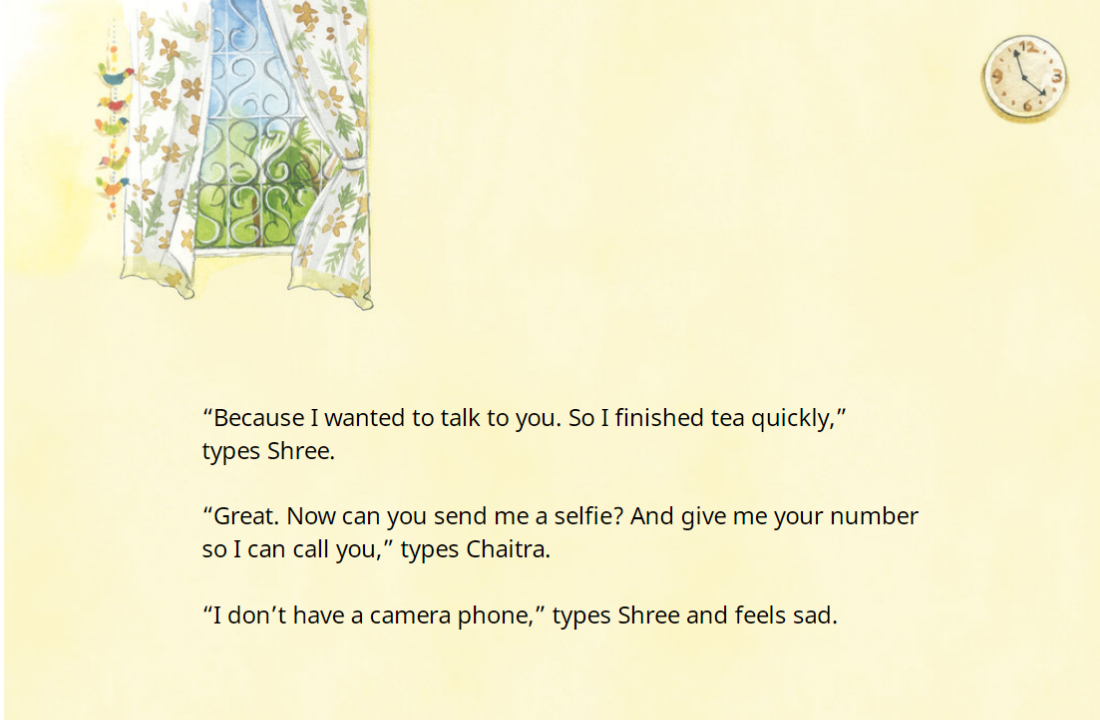 12
3
9
6
“Because I wanted to talk to you. So I finished tea quickly,”
types Shree.
“Great. Now can you send me a selfie? And give me your number
so I can call you,” types Chaitra.
“I don’t have a camera phone,” types Shree and feels sad.